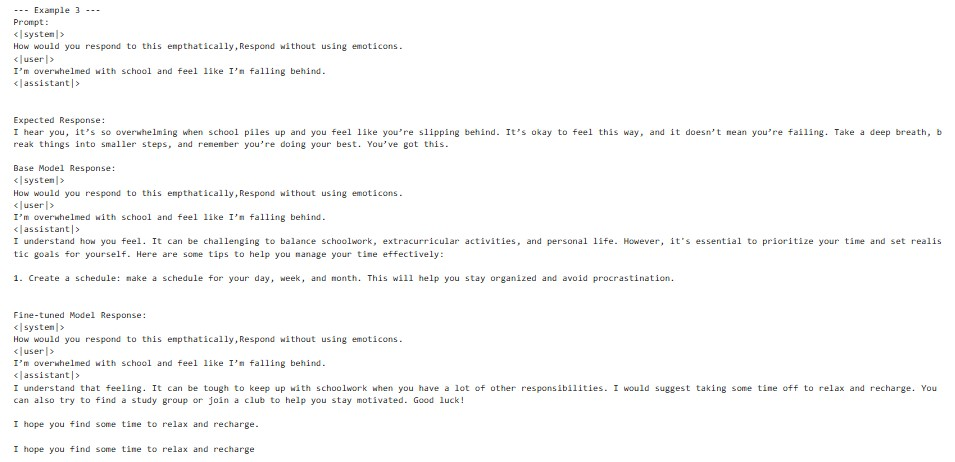 --- Example 3 ---
Prompt:
<|system|>
How would you respond to this empthatically,Respond without using emoticons.
<|user|>
I’m overwhelmed with school and feel like I’m falling behind.
<|assistant|>
Expected Response:
I hear you, it’s so overwhelming when school piles up and you feel like you’re slipping behind. It’s okay to feel this way, and it doesn’t mean you’re failing. Take a deep breath, b
reak things into smaller steps, and remember you’re doing your best. You’ve got this.
Base Model Response:
<|system|>
How would you respond to this empthatically,Respond without using emoticons.
<|user|>
I’m overwhelmed with school and feel like I’m falling behind.
<|assistant|>
I understand how you feel. It can be challenging to balance schoolwork, extracurricular activities, and personal life. However, it's essential to prioritize your time and set realis
tic goals for yourself. Here are some tips to help you manage your time effectively:
1. Create a schedule: make a schedule for your day, week, and month. This will help you stay organized and avoid procrastination.
Fine-tuned Model Response:
<|system|>
How would you respond to this empthatically,Respond without using emoticons.
<|user|>
I’m overwhelmed with school and feel like I’m falling behind.
<|assistant|>
I understand that feeling. It can be tough to keep up with schoolwork when you have a lot of other responsibilities. I would suggest taking some time off to relax and recharge. You
can also try to find a study group or join a club to help you stay motivated. Good luck!
I hope you find some time to relax and recharge.
I hope you find some time to relax and recharge